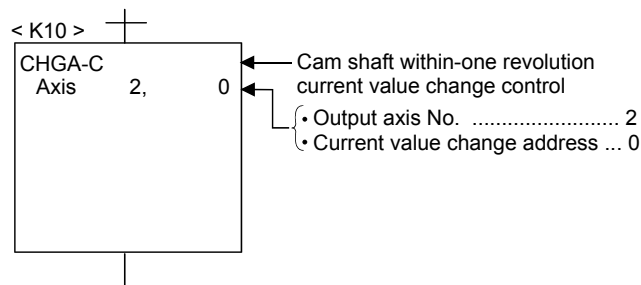 < K10 >
CHGA-C
Axis 2, 0
Cam shaft within-one revolution
current value change control
• Output axis No. ......................... 2
• Current value change address ... 0